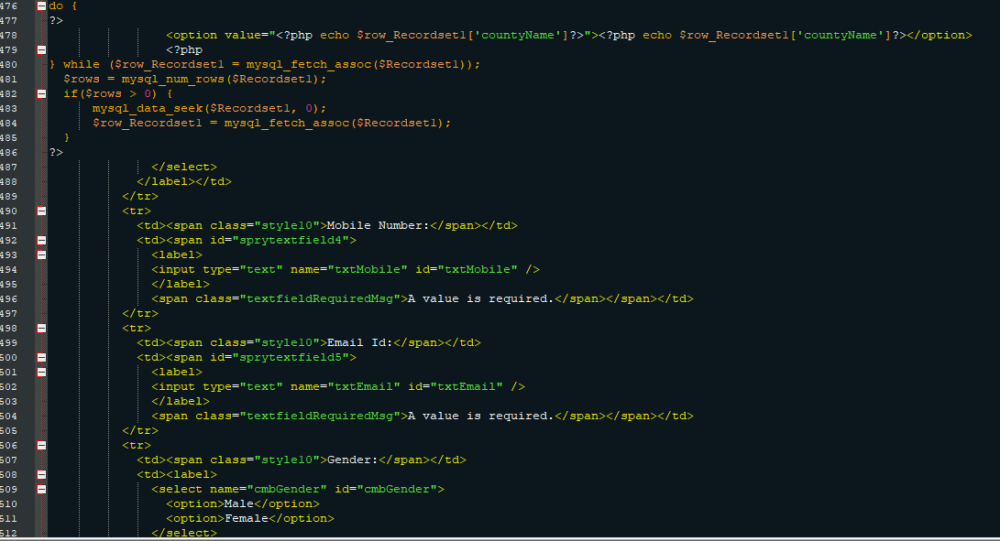 476 do {
477 ?>
478 <option value="<?php echo $row_Recordset1['countyName']?>"><?php echo $row_Recordset1['countyName']?></option>
479 <?php
480 } while ($row_Recordset1 = mysql_fetch_assoc($Recordset1));
481 $rows = mysql_num_rows($Recordset1);
482 if($rows > 0) {
483 mysql_data_seek($Recordset1, 0);
484 $row_Recordset1 = mysql_fetch_assoc($Recordset1);
485 }
486 ?>
487 </select>
488 </label></td>
489 </tr>
490 <tr>
491 <td><span class="style10">Mobile Number:</span></td>
492 <td><span id="sprytextfield4">
493 <label>
494 <input type="text" name="txtMobile" id="txtMobile" />
495 </label>
496 <span class="textfieldRequiredMsg">A value is required.</span></span></td>
497 </tr>
498 <tr>
499 <td><span class="style10">Email Id:</span></td>
500 <td><span id="sprytextfield5">
501 <label>
502 <input type="text" name="txtEmail" id="txtEmail" />
503 </label>
504 <span class="textfieldRequiredMsg">A value is required.</span></span></td>
505 </tr>
506 <tr>
507 <td><span class="style10">Gender:</span></td>
508 <td><label>
509 <select name="cmbGender" id="cmbGender">
510 <option>Male</option>
511 <option>Female</option>
512 </select>